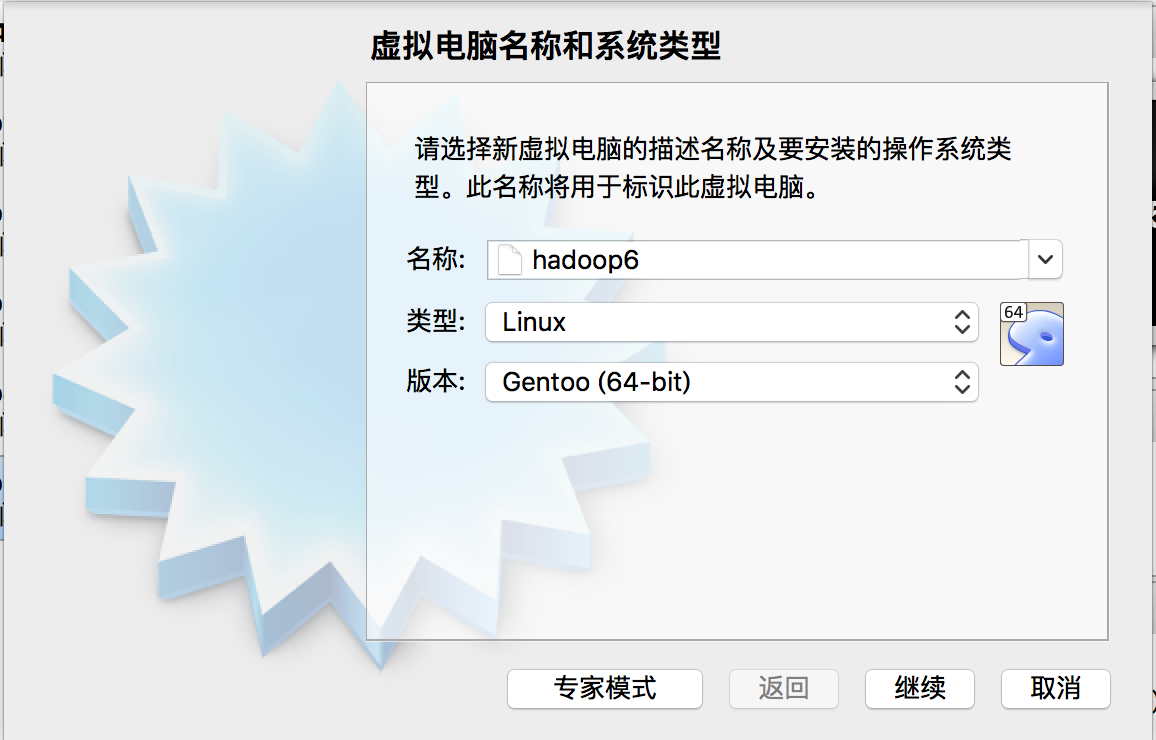 虚拟电脑名称和系统类型
请选择新虚拟电脑的描述名称及要安装的操作系统类
型。此名称将用于标识此虚拟电脑。
名称: hadoop6
类型: Linux
64
版本: Gentoo (64-bit)
专家模式 返回 继续 取消